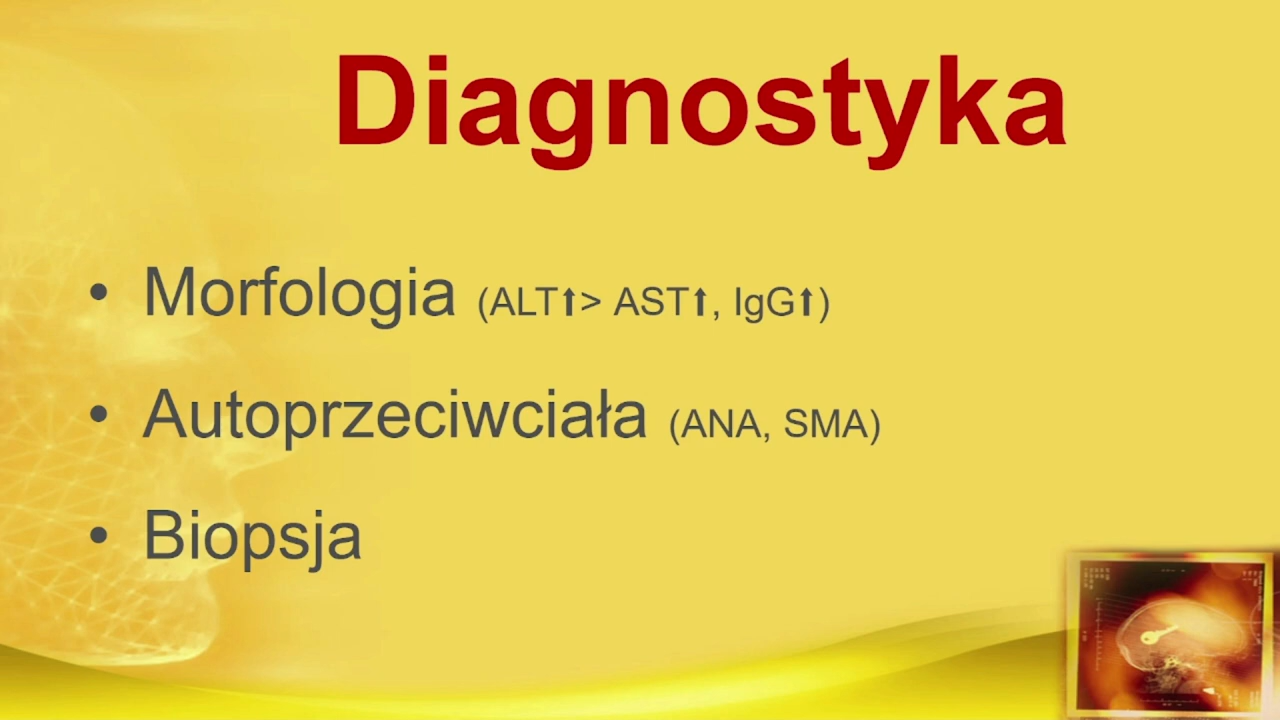 Diagnostyka
• Morfologia (ALT⬆> AST⬆, IgG⬆)
• Autoprzeciwciała (ANA, SMA)
• Biopsja